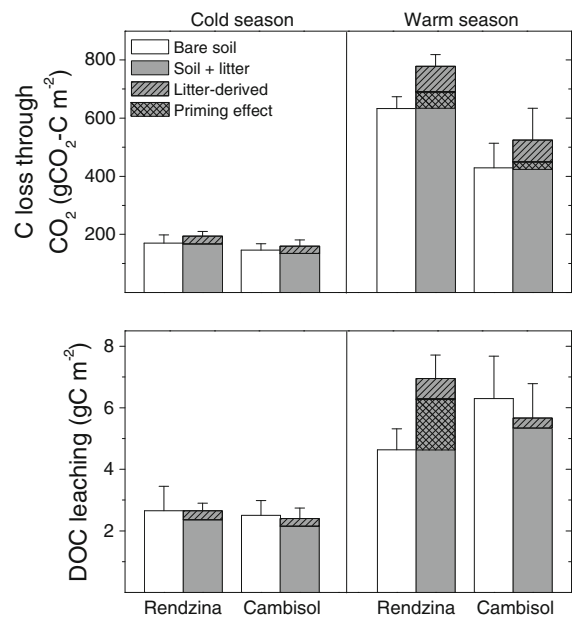 Cold season Warm season
C loss through
CO₂ (gCO₂-C m⁻²)
800
600
400
200
Bare soil
Soil + litter
Litter-derived
Priming effect
DOC leaching (gC m⁻²)
8
6
4
2
Rendzina Cambisol Rendzina Cambisol